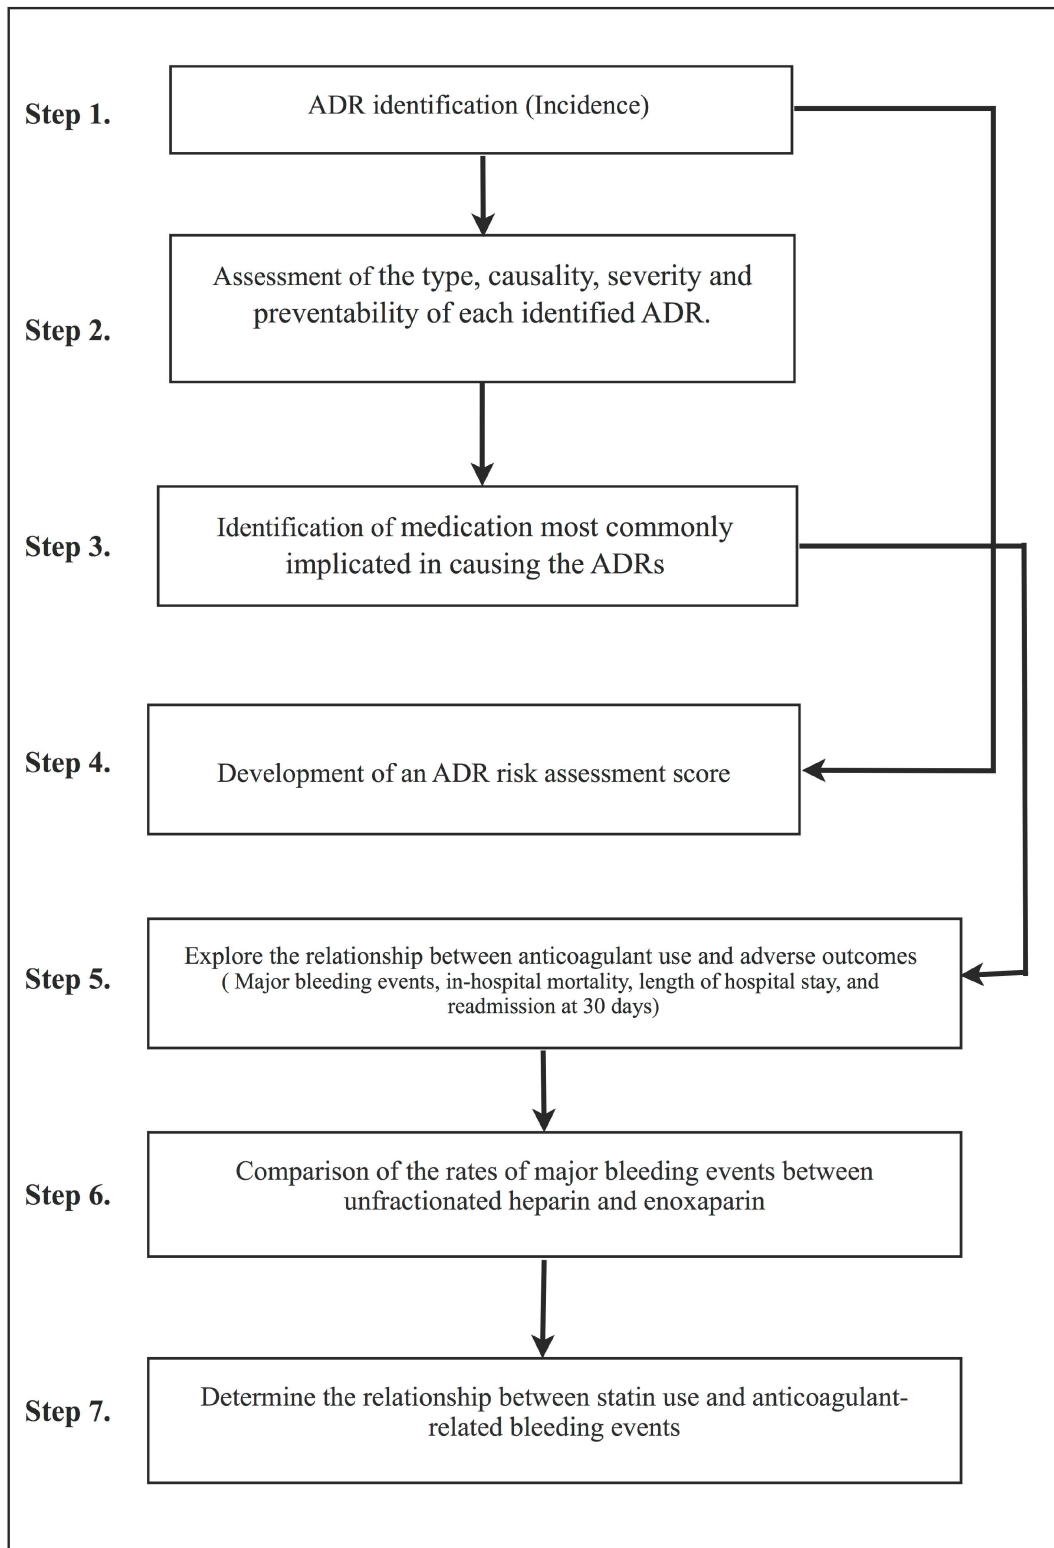 Step 1.
ADR identification (Incidence)
Step 2.
Assessment of the type, causality, severity and
preventability of each identified ADR.
Step 3.
Identification of medication most commonly
implicated in causing the ADRs
Step 4.
Development of an ADR risk assessment score
Step 5.
Explore the relationship between anticoagulant use and adverse outcomes
( Major bleeding events, in-hospital mortality, length of hospital stay, and
readmission at 30 days)
Step 6.
Comparison of the rates of major bleeding events between
unfractionated heparin and enoxaparin
Step 7.
Determine the relationship between statin use and anticoagulant-
related bleeding events